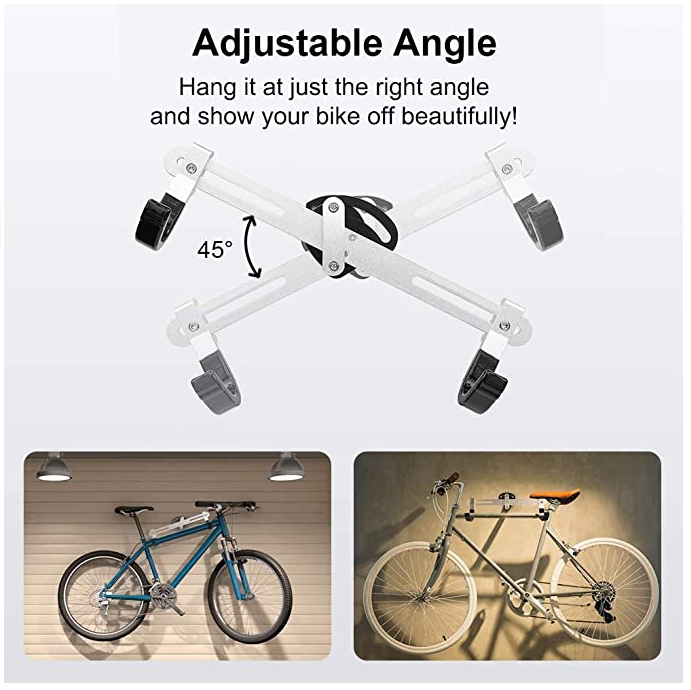 Adjustable Angle
Hang it at just the right angle
and show your bike off beautifully!
45°